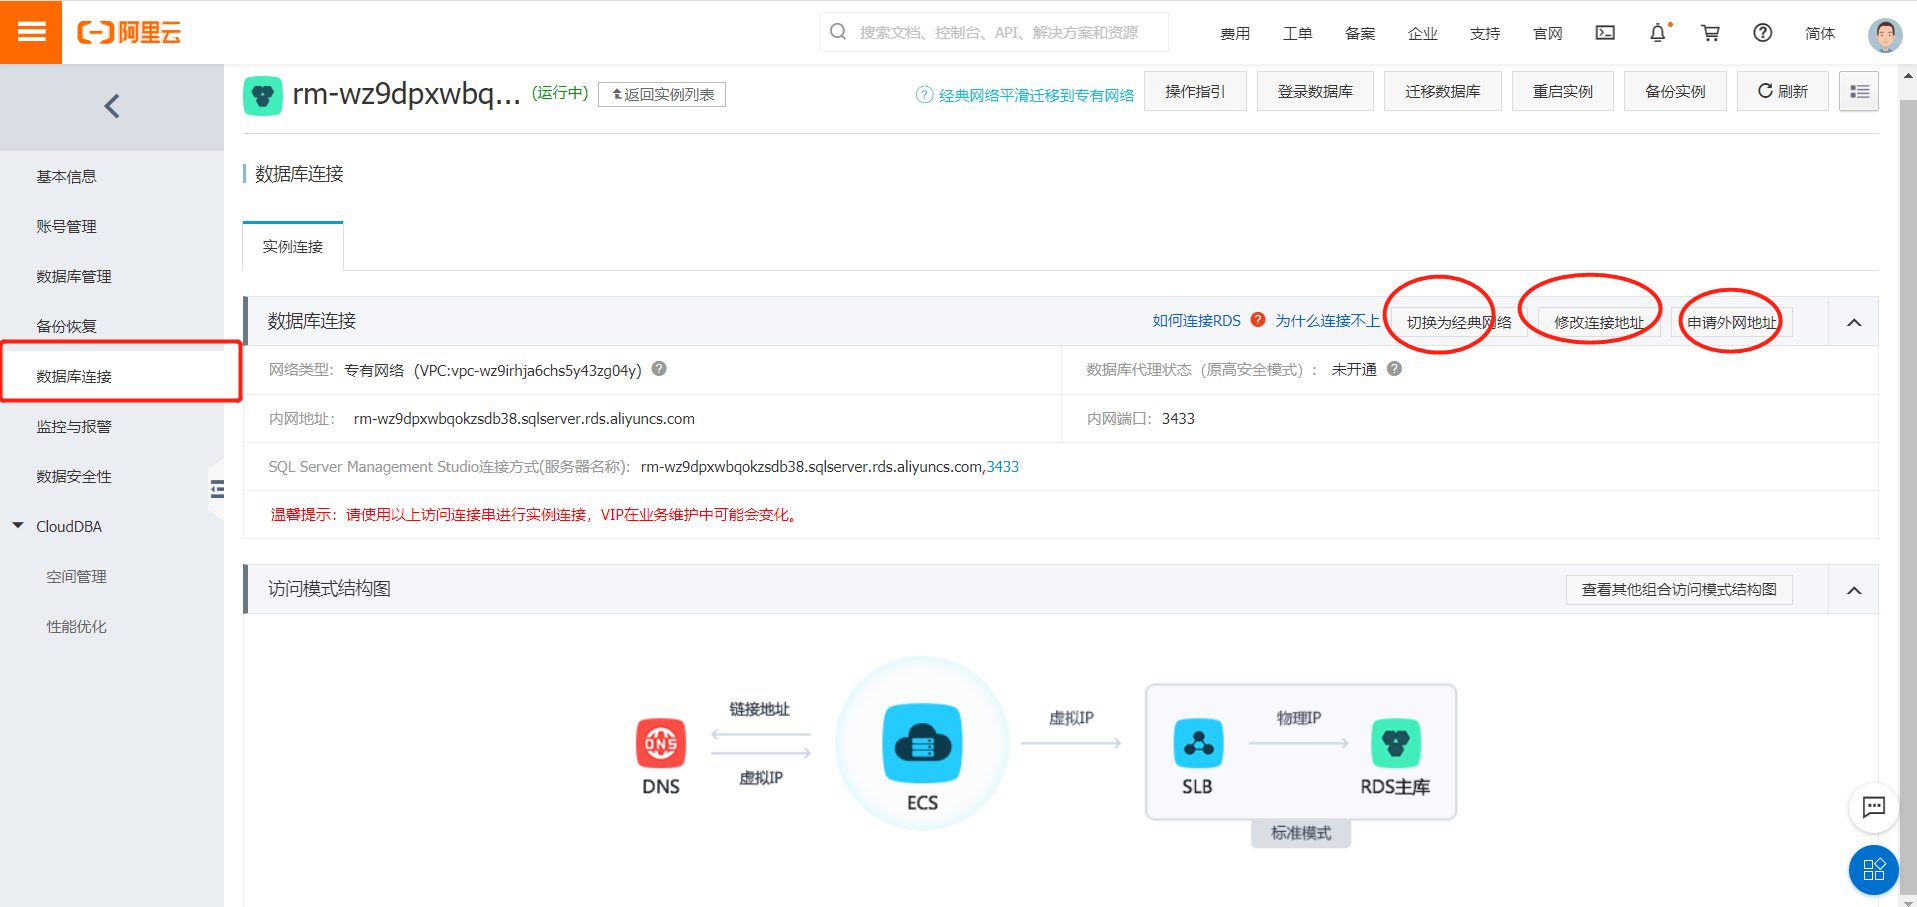 阿里云
搜索文档、控制台、API、解决方案和资源
费用
工单
备案
企业
支持
官网
简体
rm-wz9dpxwbq...
(运行中)
返回实例列表
经典网络平滑迁移到专有网络
操作指引
登录数据库
迁移数据库
重启实例
备份实例
刷新
基本信息
账号管理
数据库管理
备份恢复
数据库连接
监控与报警
数据安全性
CloudDBA
空间管理
性能优化
数据库连接
实例连接
数据库连接
如何连接RDS
为什么连接不上
切换为经典网络
修改连接地址
申请外网地址
网络类型：专有网络（VPC:vpc-wz9irhja6chs5y43zg04y）
数据库代理状态（原高安全模式）：未开通
内网地址：rm-wz9dpxwbqokzsdb38.sqlserver.rds.aliyuncs.com
内网端口：3433
SQL Server Management Studio连接方式(服务器名称)：rm-wz9dpxwbqokzsdb38.sqlserver.rds.aliyuncs.com,3433
温馨提示：请使用以上访问连接串进行实例连接，VIP在业务维护中可能会变化。
访问模式结构图
查看其他组合访问模式结构图
链接地址
虚拟IP
DNS
DNS
ECS
虚拟IP
物理IP
SLB
RDS主库
标准模式